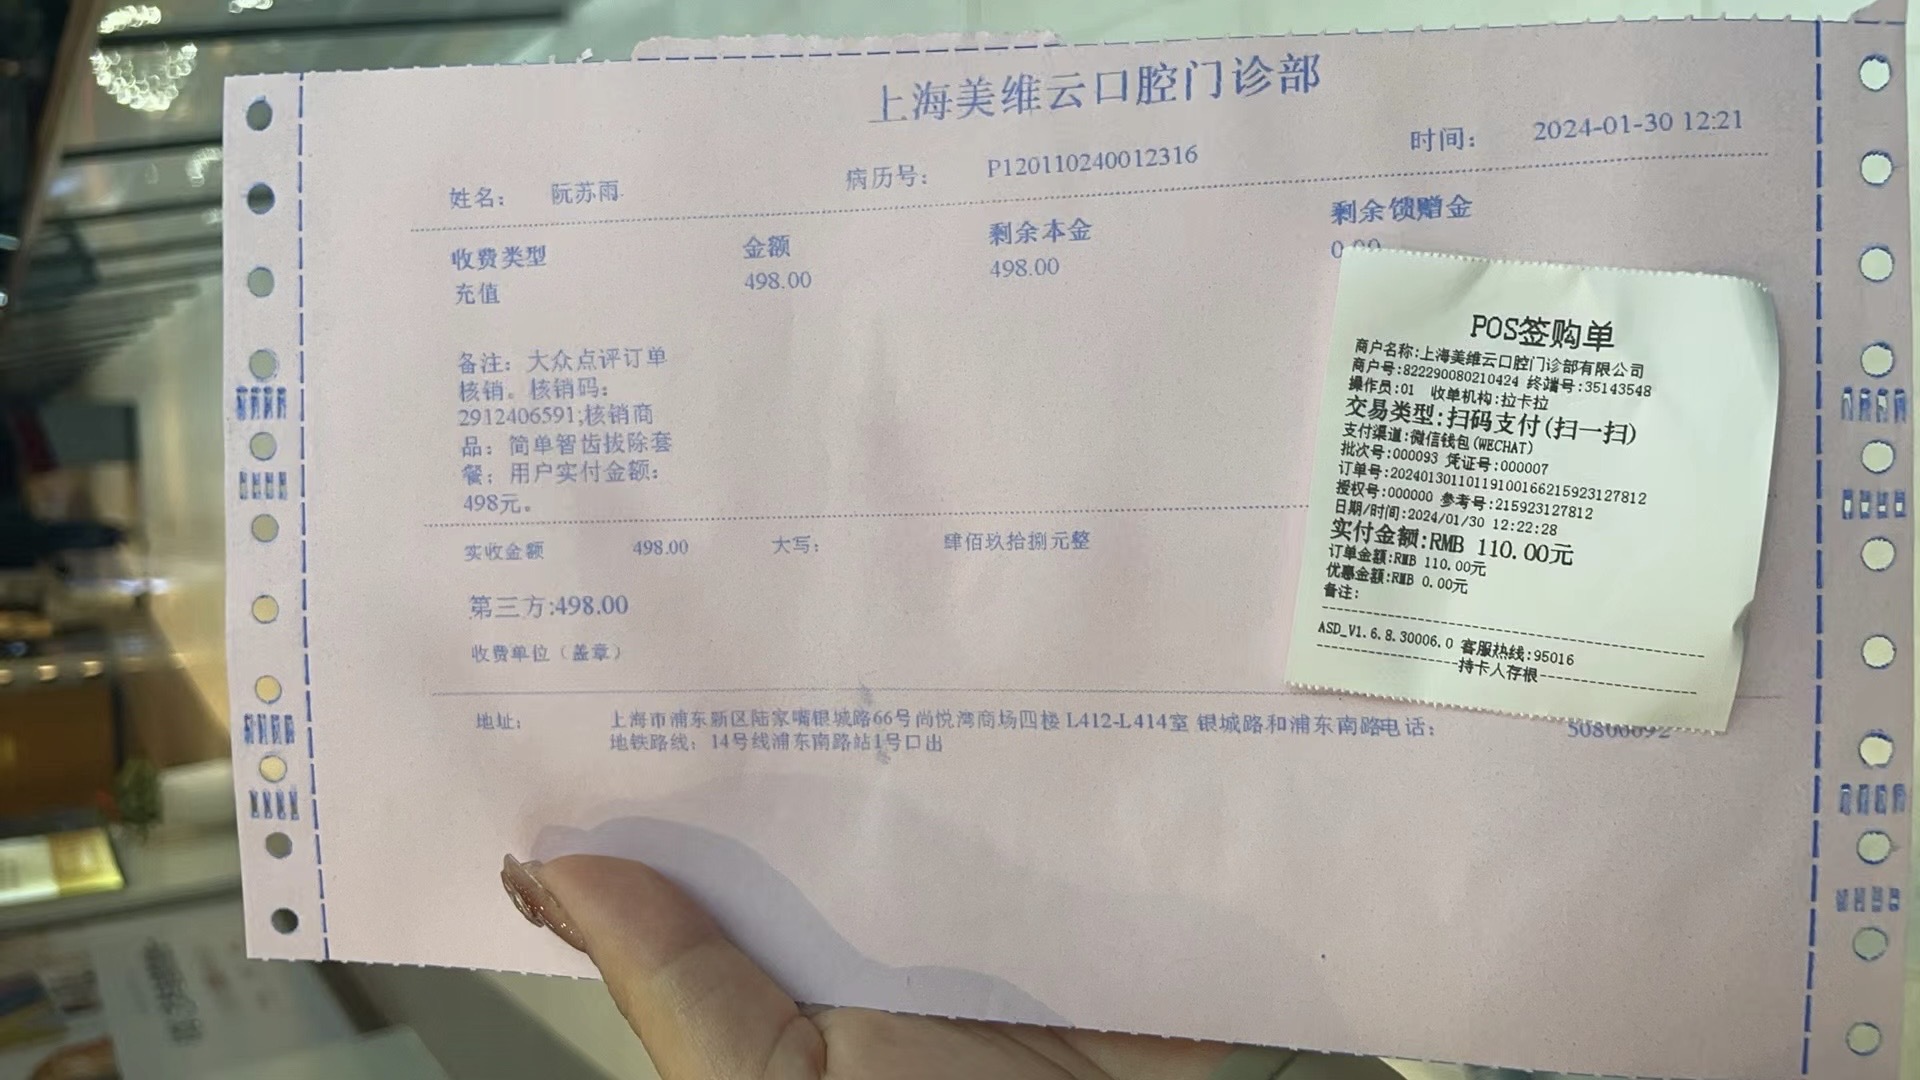 上海美维云口腔门诊部
姓名： 阮苏雨 病历号： P120110240012316 时间： 2024-01-30 12:21
收费类型 金额 剩余本金 剩余馈赠金
充值 498.00 498.00 0.00
备注：大众点评订单
核销。核销码：
2912406591;核销商
品：简单智齿拔除套
餐；用户实付金额：
498元。
实收金额 498.00 大写： 肆佰玖拾捌元整
第三方:498.00
收费单位（盖章）
地址： 上海市浦东新区陆家嘴银城路66号尚悦湾商场四楼L412-L414室 银城路和浦东南路电话：
地铁路线：14号线浦东南路站1号口出
POS签购单
商户名称:上海美维云口腔门诊部有限公司
商户号:822290080210424 终端号:35143548
操作员:01 收单机构:拉卡拉
交易类型:扫码支付(扫一扫)
支付渠道:微信钱包(WECHAT)
批次号:000093 凭证号:000007
订单号:20240130110119100166215923127812
授权号:000000 参考号:215923127812
日期/时间:2024/01/30 12:22:28
实付金额:RMB 110.00元
订单金额:RMB 110.00元
优惠金额:RMB 0.00元
备注:
ASD_V1.6.8.30006.0 客服热线:95016
持卡人存根